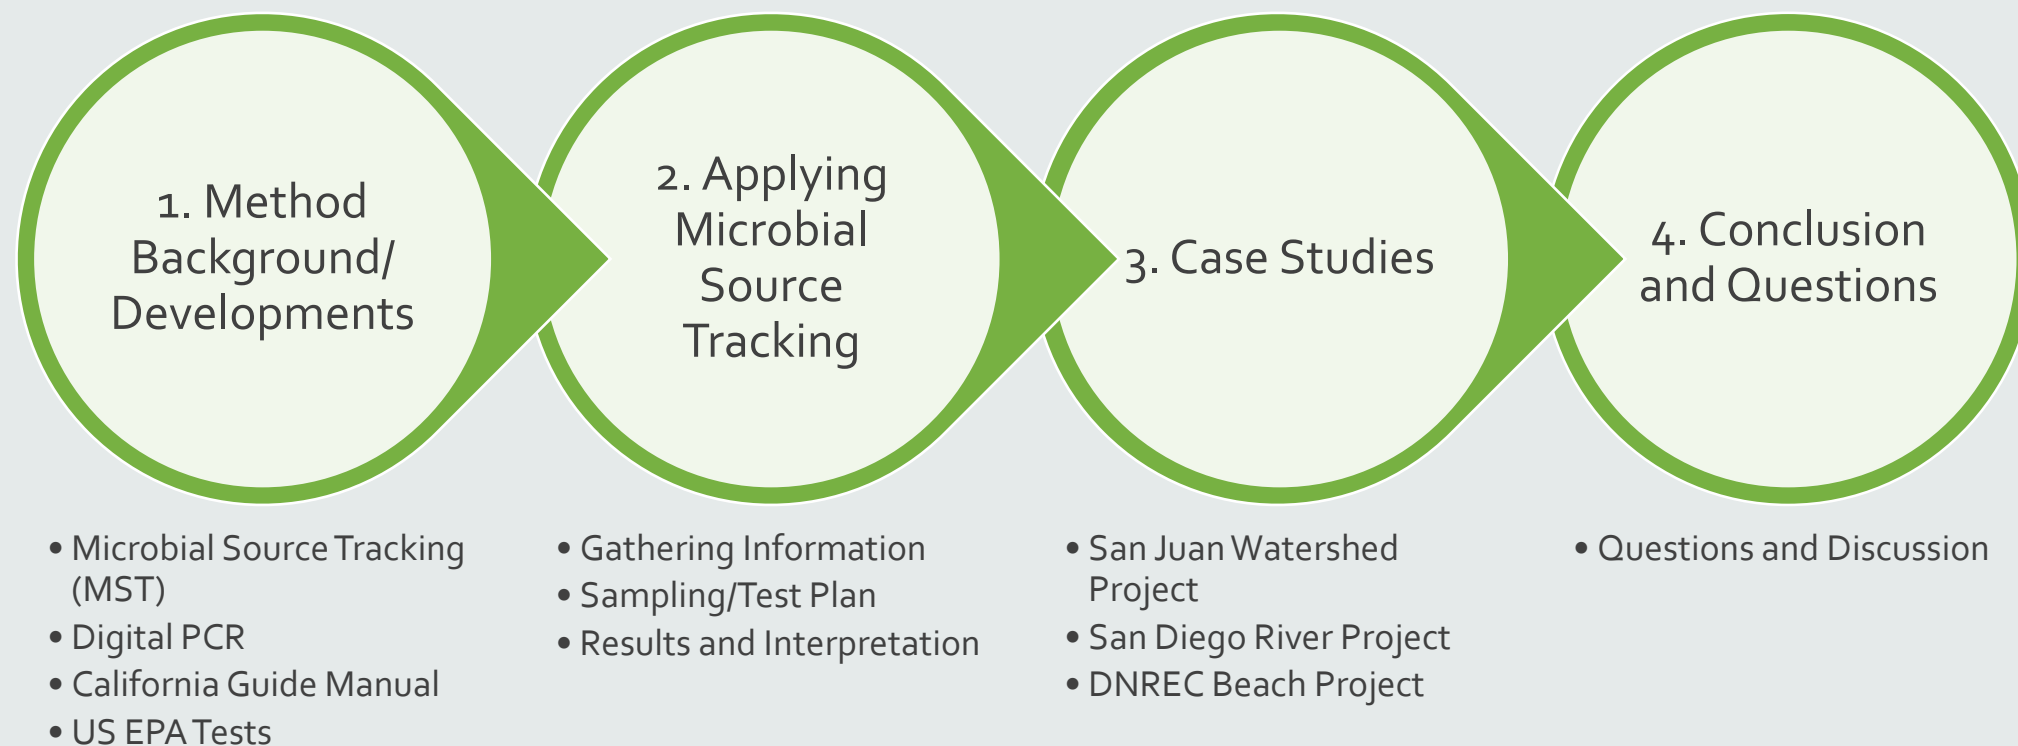 1. Method
Background/
Developments
• Microbial Source Tracking
(MST)
• Digital PCR
• California Guide Manual
• US EPA Tests
2. Applying
Microbial
Source
Tracking
• Gathering Information
• Sampling/Test Plan
• Results and Interpretation
3. Case Studies
• San Juan Watershed
Project
• San Diego River Project
• DNREC Beach Project
4. Conclusion
and Questions
• Questions and Discussion